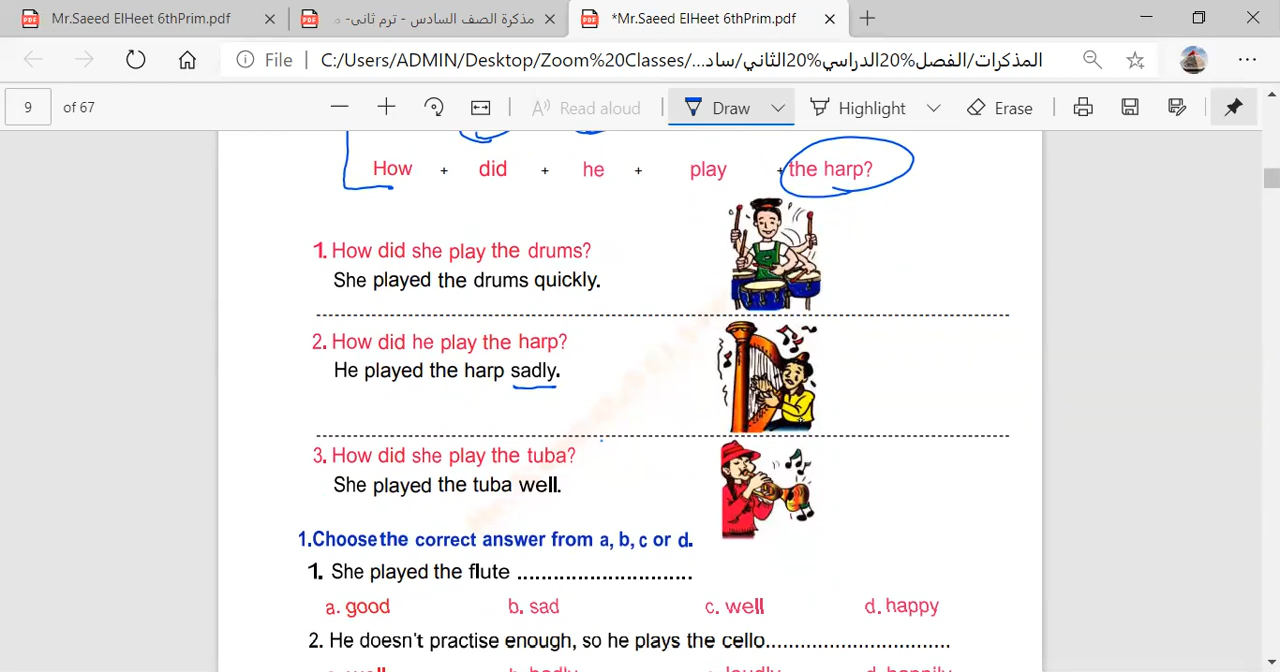 Mr.Saeed ElHeet 6thPrim.pdf
مذكرة الصف السادس - ترم ثانى-
*Mr.Saeed ElHeet 6thPrim.pdf
File C:/Users/ADMIN/Desktop/Zoom%20Classes/...المذكرات/الفصل%20الدراسي%20الثاني/ساد
9 of 67 Read aloud Draw Highlight Erase
How + did + he + play + the harp?
1. How did she play the drums?
She played the drums quickly.
2. How did he play the harp?
He played the harp sadly.
3. How did she play the tuba?
She played the tuba well.
1.Choose the correct answer from a, b, c or d.
1. She played the flute ..............................
a. good b. sad c. well d. happy
2. He doesn't practise enough, so he plays the cello...............................
a. well b. badly c. loudly d. happily